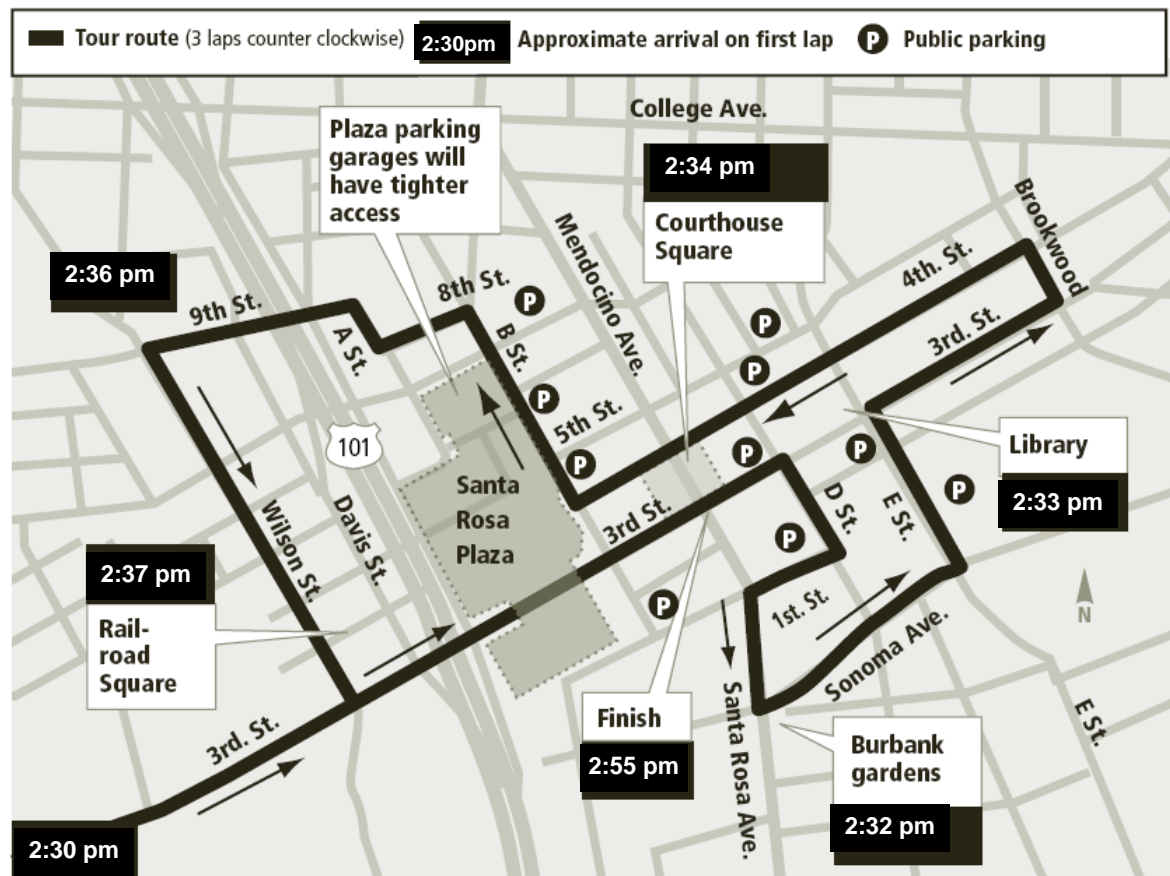 Tour route (3 laps counter clockwise) 2:30pm Approximate arrival on first lap P Public parking
College Ave.
Plaza parking
garages will
have tighter
access
2:34 pm
Courthouse
Square
Mendocino Ave.
Brookwood
4th. St.
2:36 pm
9th St.
8th St.
P
A St.
B St.
P
3rd. St.
P
P
5th St.
101
P
P
P
Library
2:33 pm
P
Santa
Rosa
Plaza
3rd St.
D St.
E St.
P
Wilson St.
Davis St.
2:37 pm
Rail-
road
Square
P
1st. St.
N
Sonoma Ave.
3rd. St.
Finish
2:55 pm
Santa Rosa Ave.
Burbank
gardens
2:32 pm
E St.
2:30 pm